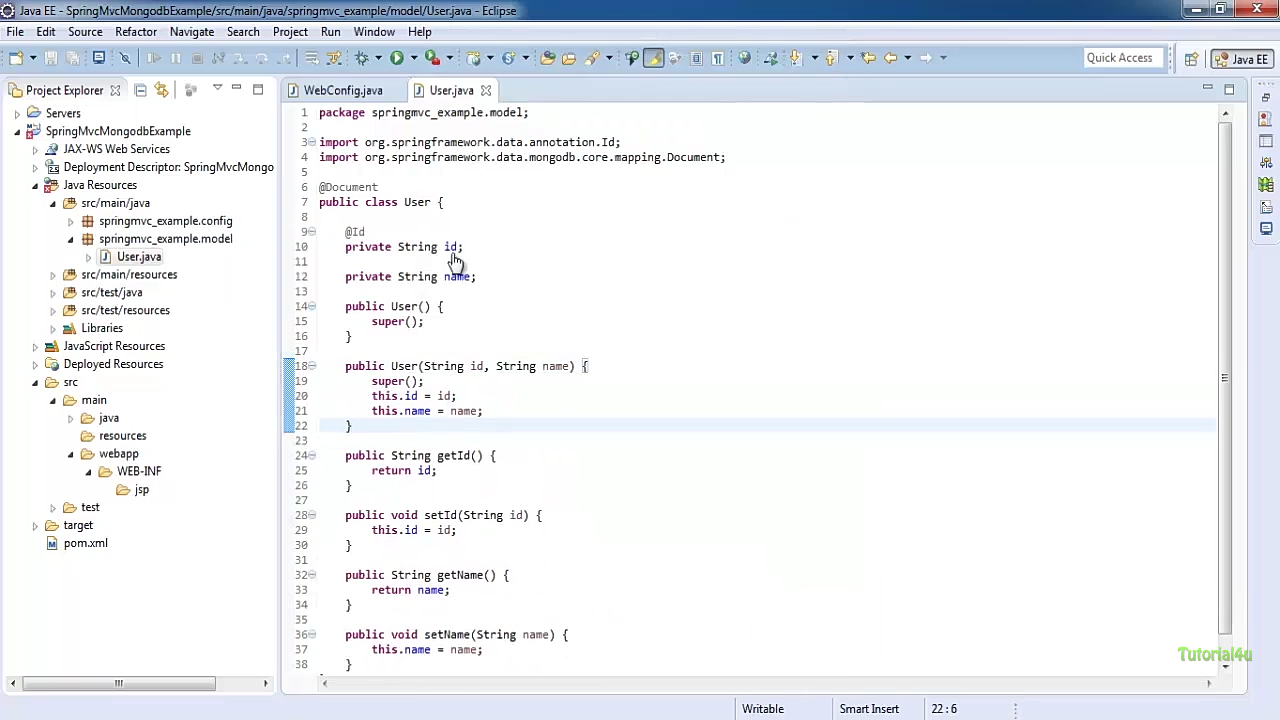 Java EE - SpringMvcMongodbExample/src/main/java/springmvc_example/model/User.java - Eclipse
File Edit Source Refactor Navigate Search Project Run Window Help
Quick Access
Java EE
Project Explorer
WebConfig.java
User.java
Servers
SpringMvcMongodbExample
JAX-WS Web Services
Deployment Descriptor: SpringMvcMongo
Java Resources
src/main/java
springmvc_example.config
springmvc_example.model
User.java
src/main/resources
src/test/java
src/test/resources
Libraries
JavaScript Resources
Deployed Resources
src
main
java
resources
webapp
WEB-INF
jsp
test
target
pom.xml
1 package springmvc_example.model;
2
3 import org.springframework.data.annotation.Id;
4 import org.springframework.data.mongodb.core.mapping.Document;
5
6 @Document
7 public class User {
8
9 @Id
10 private String id;
11
12 private String name;
13
14 public User() {
15 super();
16 }
17
18 public User(String id, String name) {
19 super();
20 this.id = id;
21 this.name = name;
22 }
23
24 public String getId() {
25 return id;
26 }
27
28 public void setId(String id) {
29 this.id = id;
30 }
31
32 public String getName() {
33 return name;
34 }
35
36 public void setName(String name) {
37 this.name = name;
38 }
Tutorial4u
Writable
Smart Insert
22 : 6